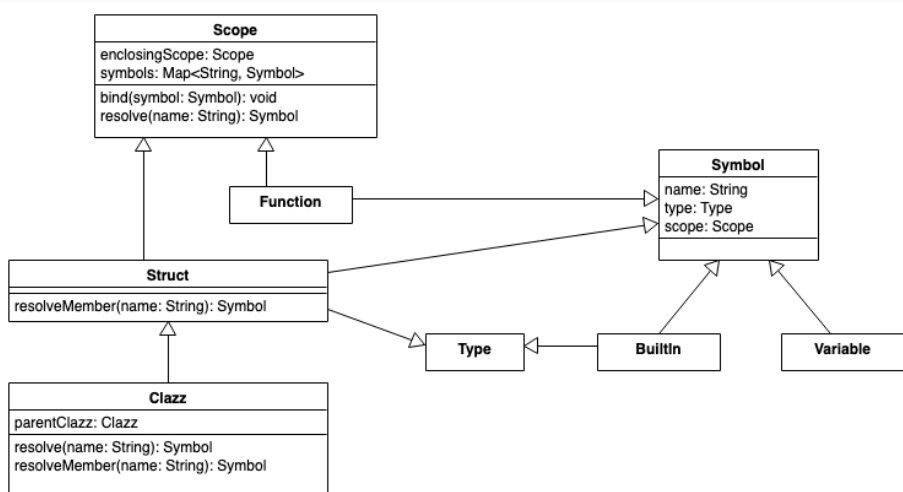 Scope
enclosingScope: Scope
symbols: Map<String, Symbol>
bind(symbol: Symbol): void
resolve(name: String): Symbol
Symbol
name: String
type: Type
scope: Scope
Function
Struct
resolveMember(name: String): Symbol
Type
BuiltIn
Variable
Clazz
parentClazz: Clazz
resolve(name: String): Symbol
resolveMember(name: String): Symbol